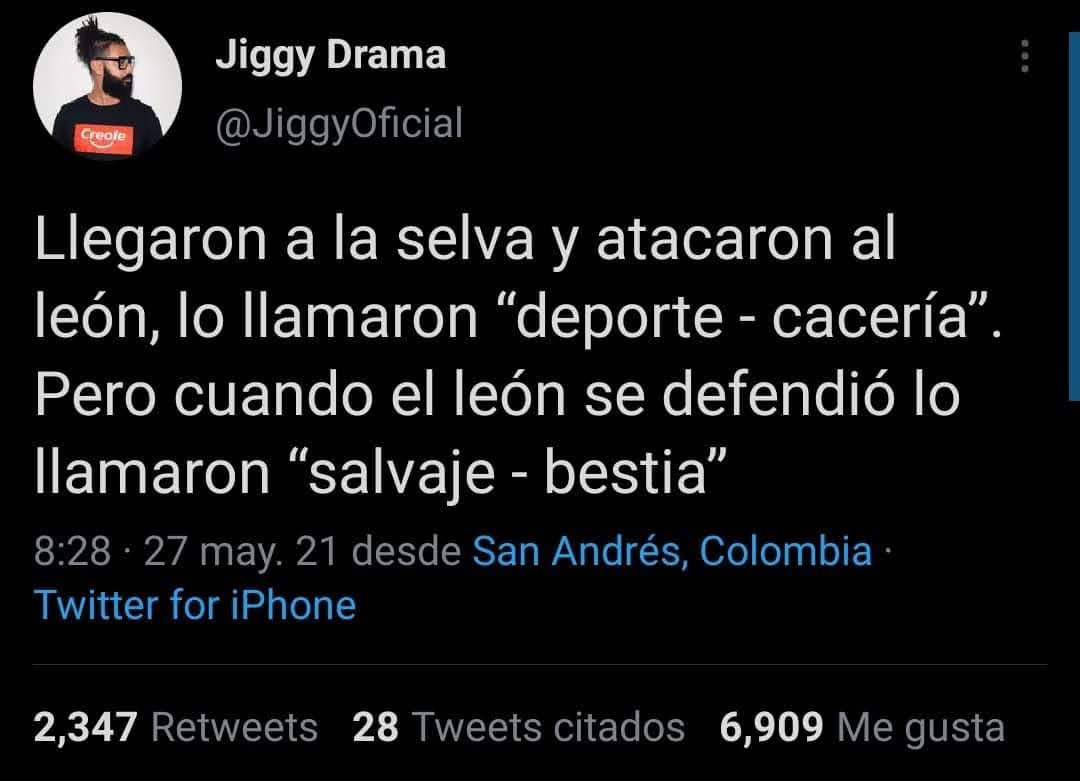 Jiggy Drama
@JiggyOficial
Creole
Llegaron a la selva y atacaron al
león, lo llamaron “deporte - cacería”.
Pero cuando el león se defendió lo
llamaron “salvaje - bestia”
8:28 · 27 may. 21 desde San Andrés, Colombia ·
Twitter for iPhone
2,347 Retweets 28 Tweets citados 6,909 Me gusta